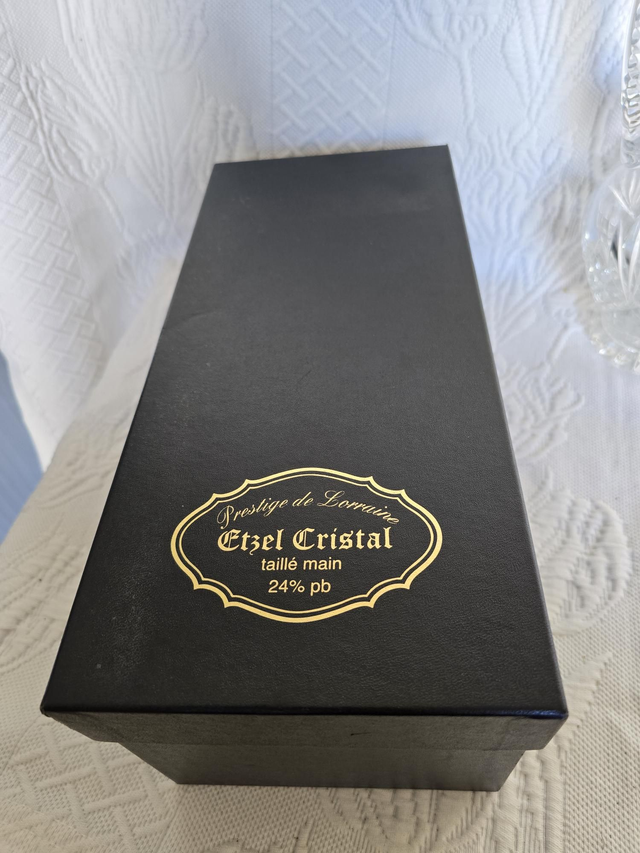 Prestige de Lorraine
Etzel Cristal
taillé main
24% pb